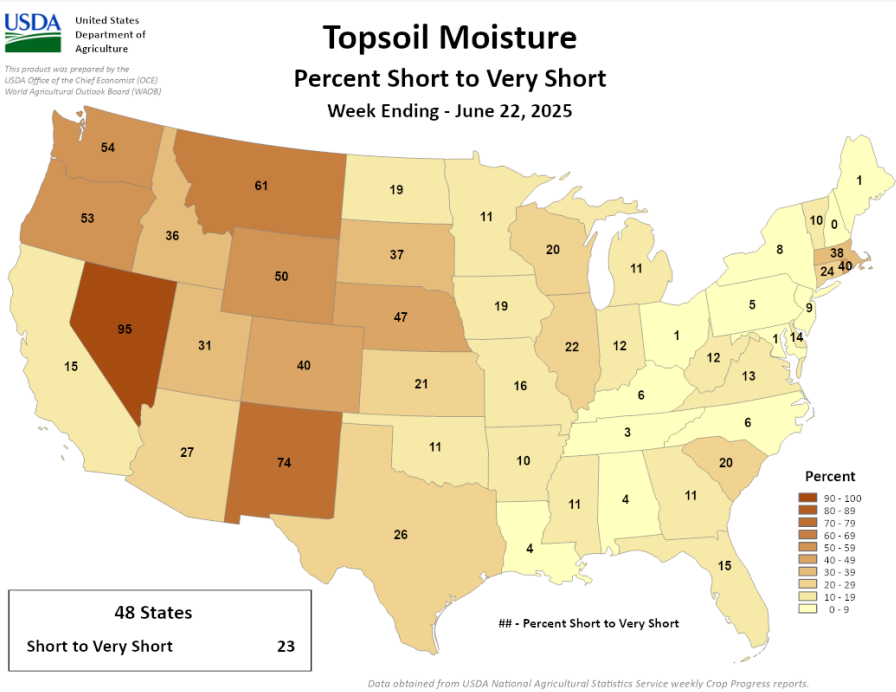 USDA
United States
Department of
Agriculture
This product was prepared by the
USDA Office of the Chief Economist (OCE)
World Agricultural Outlook Board (WAOB)
Topsoil Moisture
Percent Short to Very Short
Week Ending - June 22, 2025
54
61
19
11
1
53
36
50
37
20
11
8
10
0
38
24
40
95
31
40
47
19
22
12
1
5
9
1
14
15
27
74
21
16
6
12
13
11
10
3
6
20
26
4
11
4
11
15
Percent
90 - 100
80 - 89
70 - 79
60 - 69
50 - 59
40 - 49
30 - 39
20 - 29
10 - 19
0 - 9
48 States
Short to Very Short 23
## - Percent Short to Very Short
Data obtained from USDA National Agricultural Statistics Service weekly Crop Progress reports.